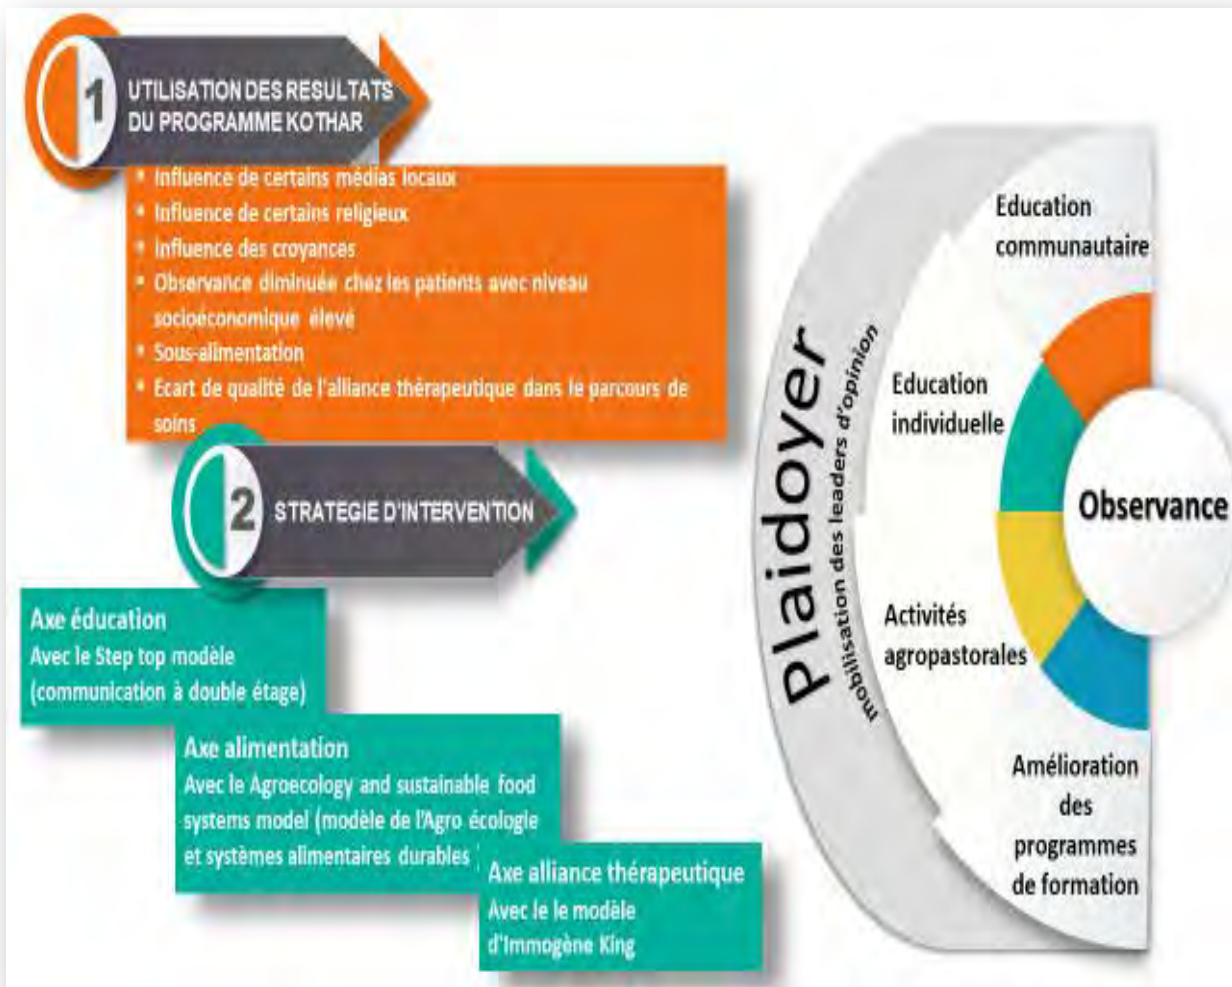 1
UTILISATION DES RESULTATS
DU PROGRAMME KOTHAR
• Influence de certains médias locaux
• Influence de certains religieux
• Influence des croyances
• Observance diminuée chez les patients avec niveau
socioéconomique élevé
• Sous-alimentation
• Ecart de qualité de l'alliance thérapeutique dans le parcours de
soins
2
STRATEGIE D'INTERVENTION
Axe éducation
Avec le Step top modèle
(communication à double étage)
Axe alimentation
Avec le Agroecology and sustainable food
systems model (modèle de l'Agro écologie
et systèmes alimentaires durables
Axe alliance thérapeutique
Avec le le modèle
d'Immogène King
Plaidoyer
mobilisation des leaders d'opinion
Education
communautaire
Education
individuelle
Activités
agropastorales
Amélioration
des
programmes
de formation
Observance